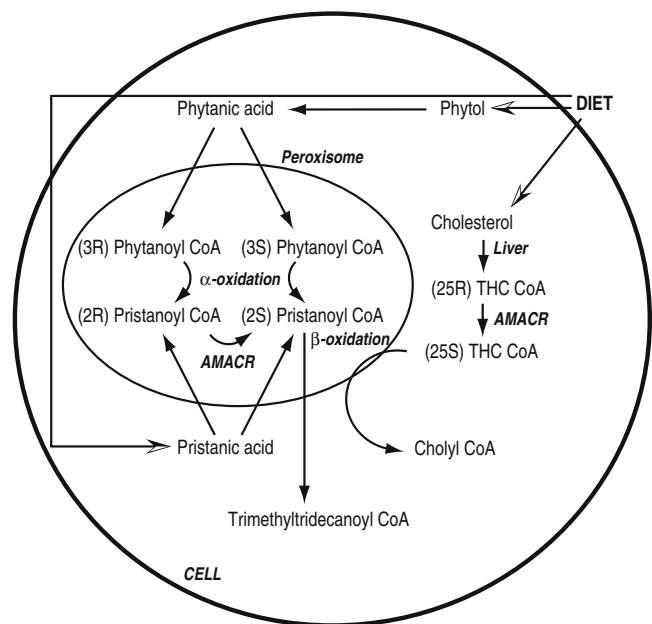 Phytanic acid
Phytol
DIET
Peroxisome
Cholesterol
(3R) Phytanoyl CoA
(3S) Phytanoyl CoA
Liver
α-oxidation
(25R) THC CoA
(2R) Pristanoyl CoA
(2S) Pristanoyl CoA
AMACR
β-oxidation
AMACR
(25S) THC CoA
Pristanic acid
Cholyl CoA
Trimethyltridecanoyl CoA
CELL